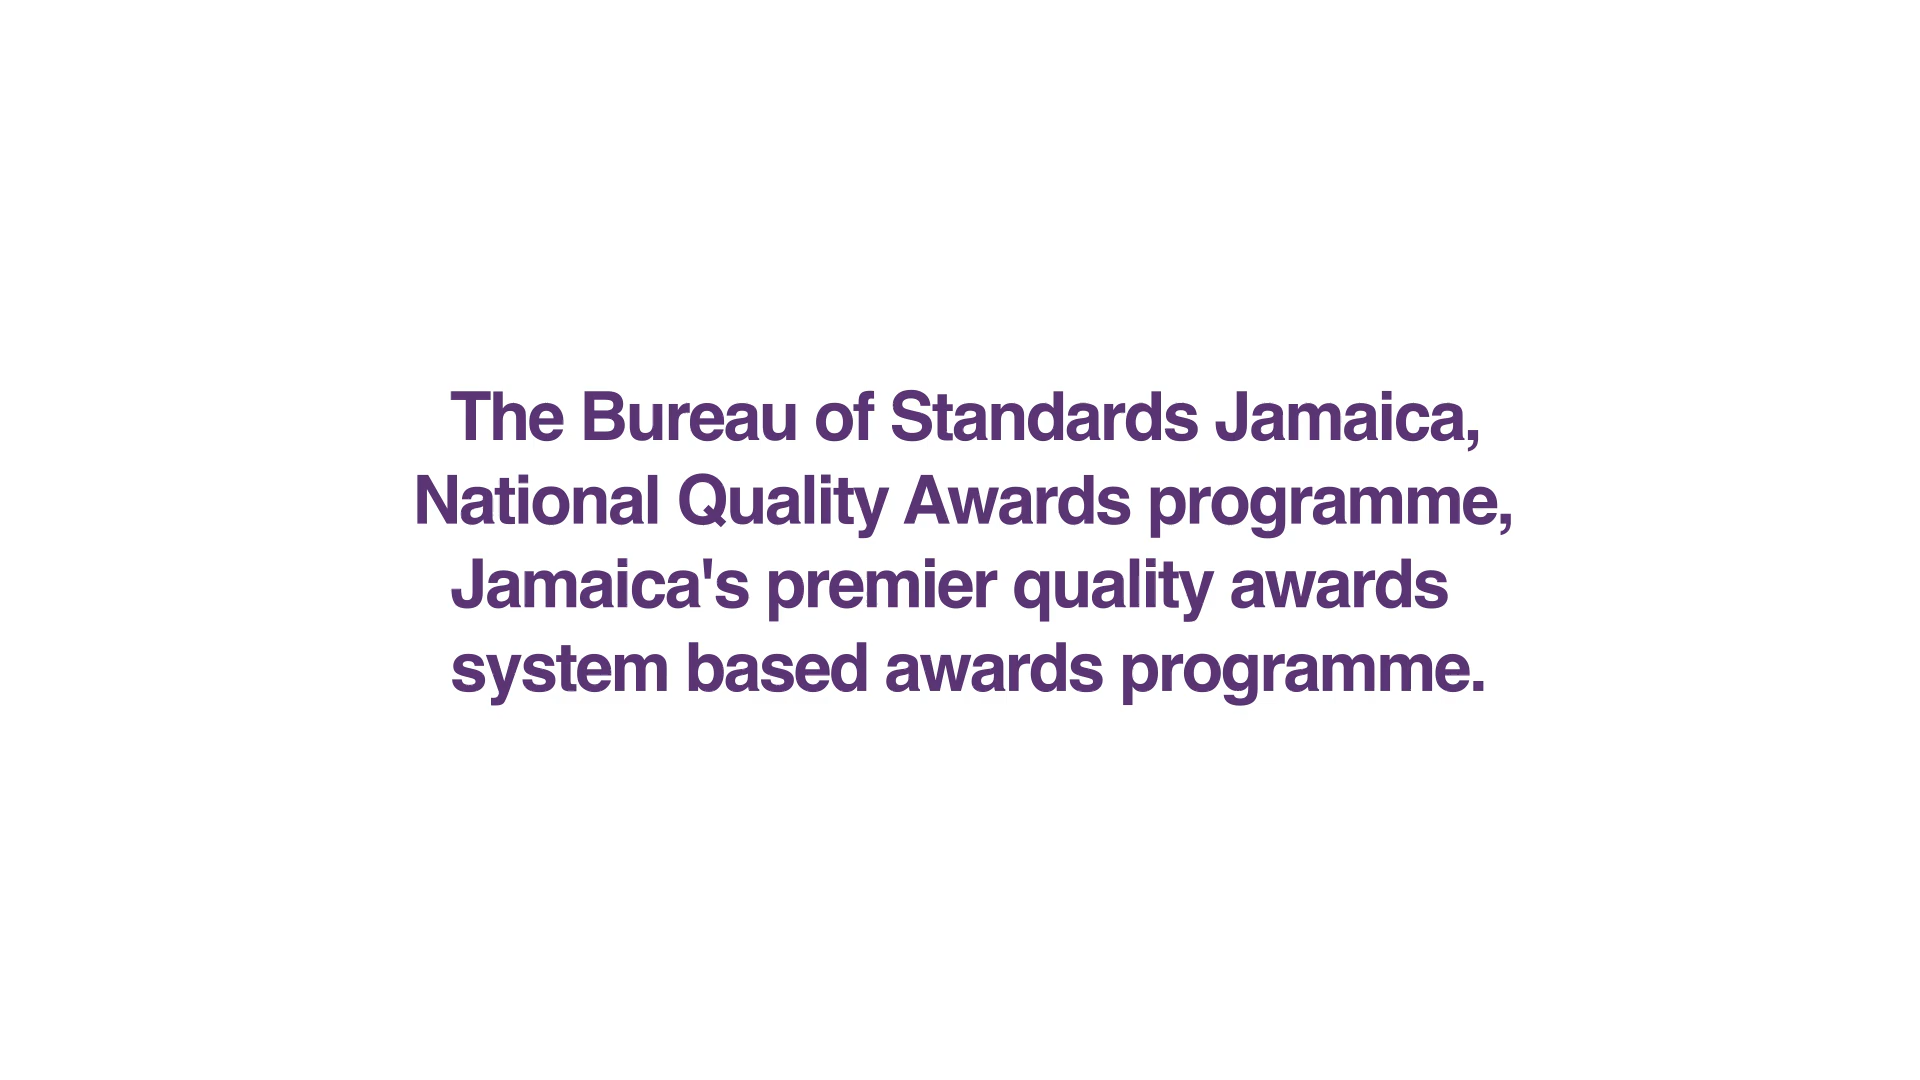 The Bureau of Standards Jamaica,
National Quality Awards programme,
Jamaica's premier quality awards
system based awards programme.